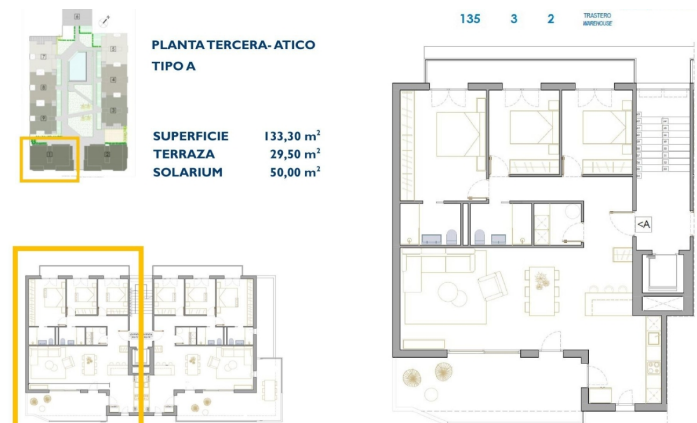 PLANTA TERCERA- ATICO
TIPO A
SUPERFICIE 133,30 m²
TERRAZA 29,50 m²
SOLARIUM 50,00 m²
135 3 2 TRASTERO
WAREHOUSE
<A